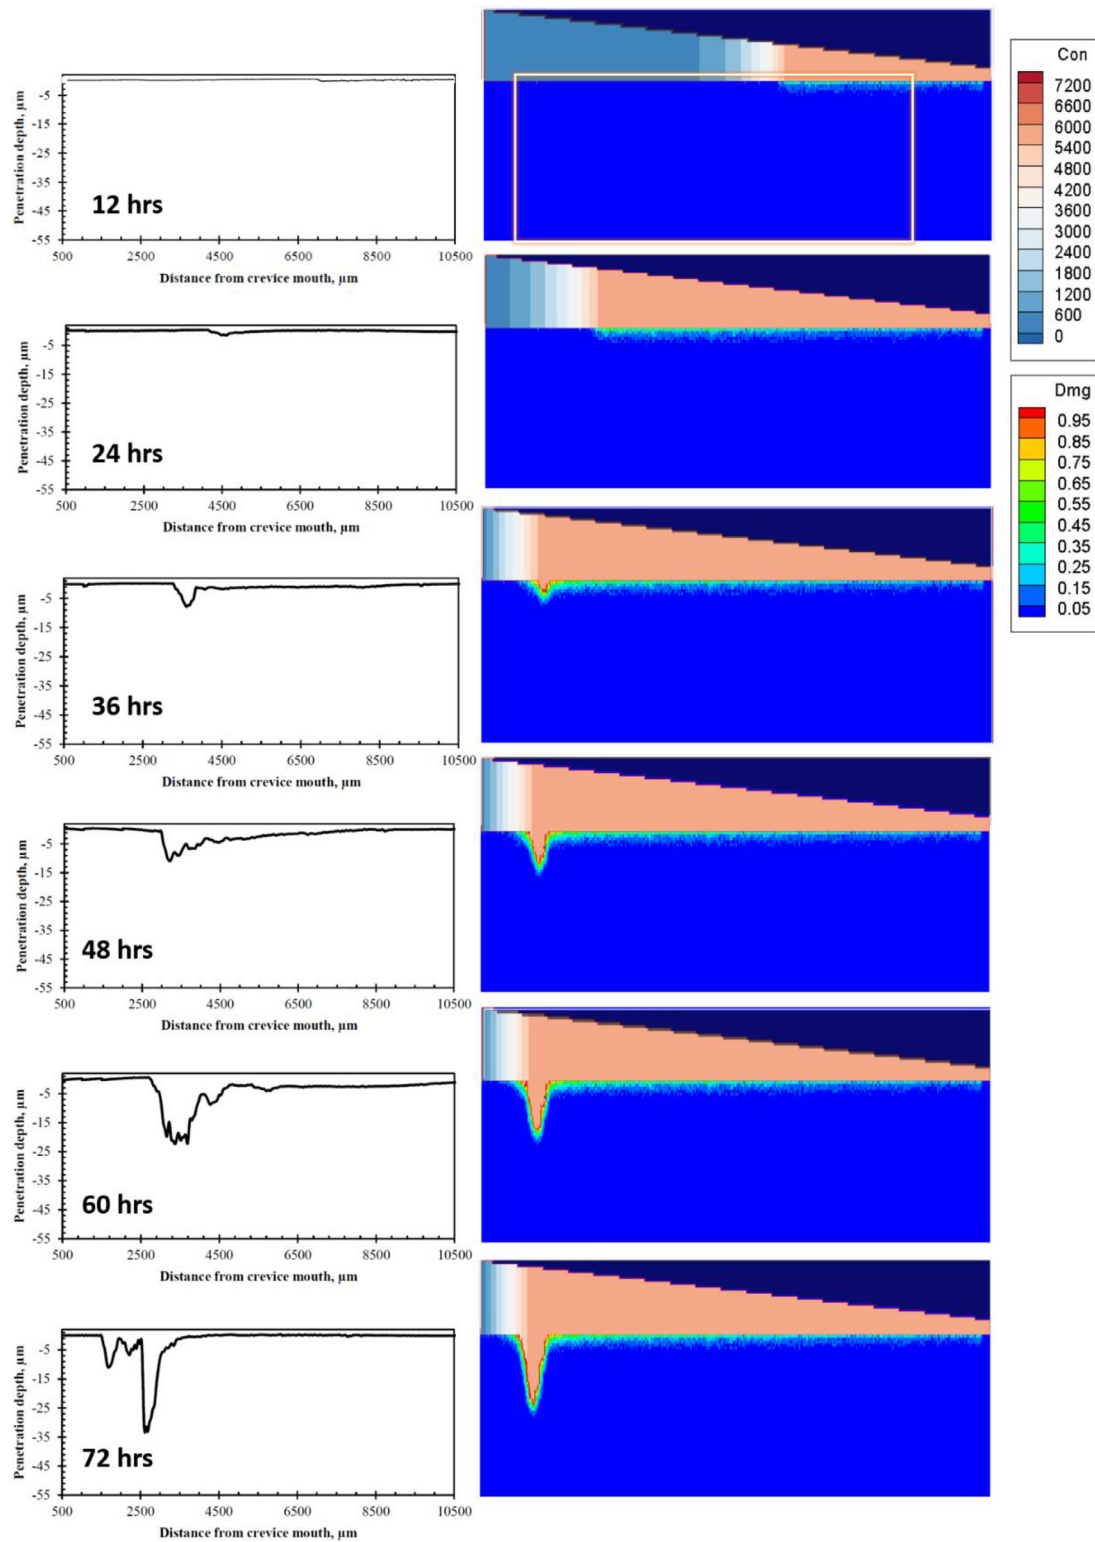 Penetration depth, µm
-5
-15
-25
-35
-45
-55
12 hrs
500 2500 4500 6500 8500 10500
Distance from crevice mouth, µm
Con
7200
6600
6000
5400
4800
4200
3600
3000
2400
1800
1200
600
0
Penetration depth, µm
-5
-15
-25
-35
-45
-55
24 hrs
500 2500 4500 6500 8500 10500
Distance from crevice mouth, µm
Dmg
0.95
0.85
0.75
0.65
0.55
0.45
0.35
0.25
0.15
0.05
Penetration depth, µm
-5
-15
-25
-35
-45
-55
36 hrs
500 2500 4500 6500 8500 10500
Distance from crevice mouth, µm
Penetration depth, µm
-5
-15
-25
-35
-45
-55
48 hrs
500 2500 4500 6500 8500 10500
Distance from crevice mouth, µm
Penetration depth, µm
-5
-15
-25
-35
-45
-55
60 hrs
500 2500 4500 6500 8500 10500
Distance from crevice mouth, µm
Penetration depth, µm
-5
-15
-25
-35
-45
-55
72 hrs
500 2500 4500 6500 8500 10500
Distance from crevice mouth, µm